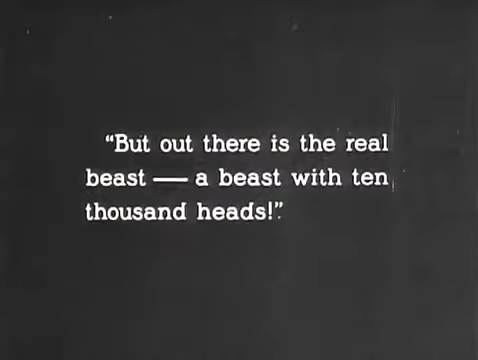 “But out there is the real
beast — a beast with ten
thousand heads!”